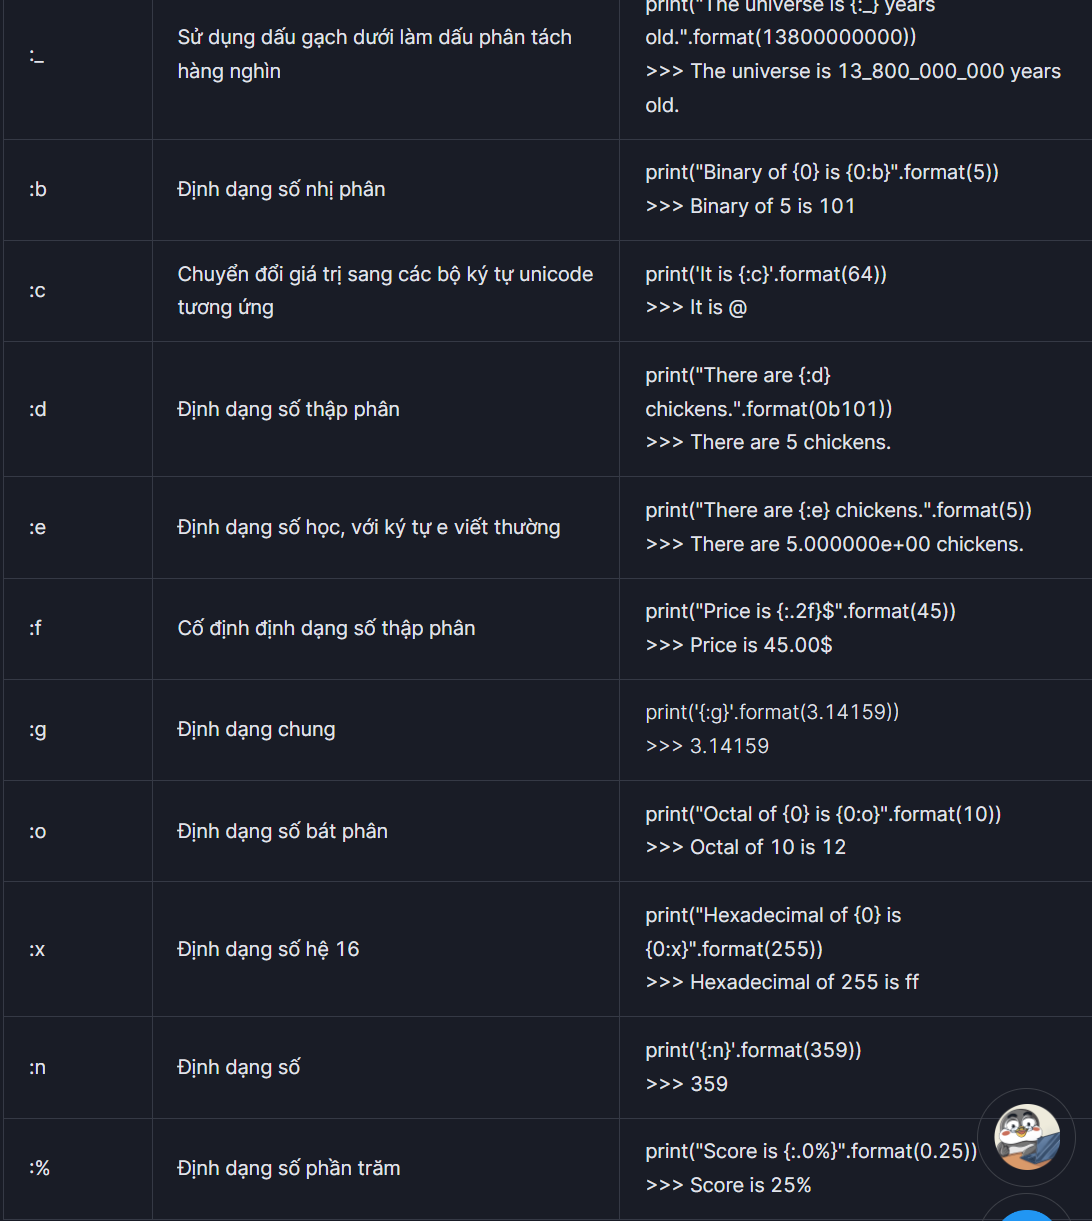 :_
Sử dụng dấu gạch dưới làm dấu phân tách
hàng nghìn
print("The universe is {:_} years
old.".format(13800000000))
>>> The universe is 13_800_000_000 years
old.
:b
Định dạng số nhị phân
print("Binary of {0} is {0:b}".format(5))
>>> Binary of 5 is 101
:c
Chuyển đổi giá trị sang các bộ ký tự unicode
tương ứng
print('It is {:c}'.format(64))
>>> It is @
:d
Định dạng số thập phân
print("There are {:d}
chickens.".format(0b101))
>>> There are 5 chickens.
:e
Định dạng số học, với ký tự e viết thường
print("There are {:e} chickens.".format(5))
>>> There are 5.000000e+00 chickens.
:f
Cố định định dạng số thập phân
print("Price is {:.2f}$".format(45))
>>> Price is 45.00$
:g
Định dạng chung
print('{:g}'.format(3.14159))
>>> 3.14159
:o
Định dạng số bát phân
print("Octal of {0} is {0:o}".format(10))
>>> Octal of 10 is 12
:x
Định dạng số hệ 16
print("Hexadecimal of {0} is
{0:x}".format(255))
>>> Hexadecimal of 255 is ff
:n
Định dạng số
print('{:n}'.format(359))
>>> 359
:%
Định dạng số phần trăm
print("Score is {:.0%}".format(0.25))
>>> Score is 25%